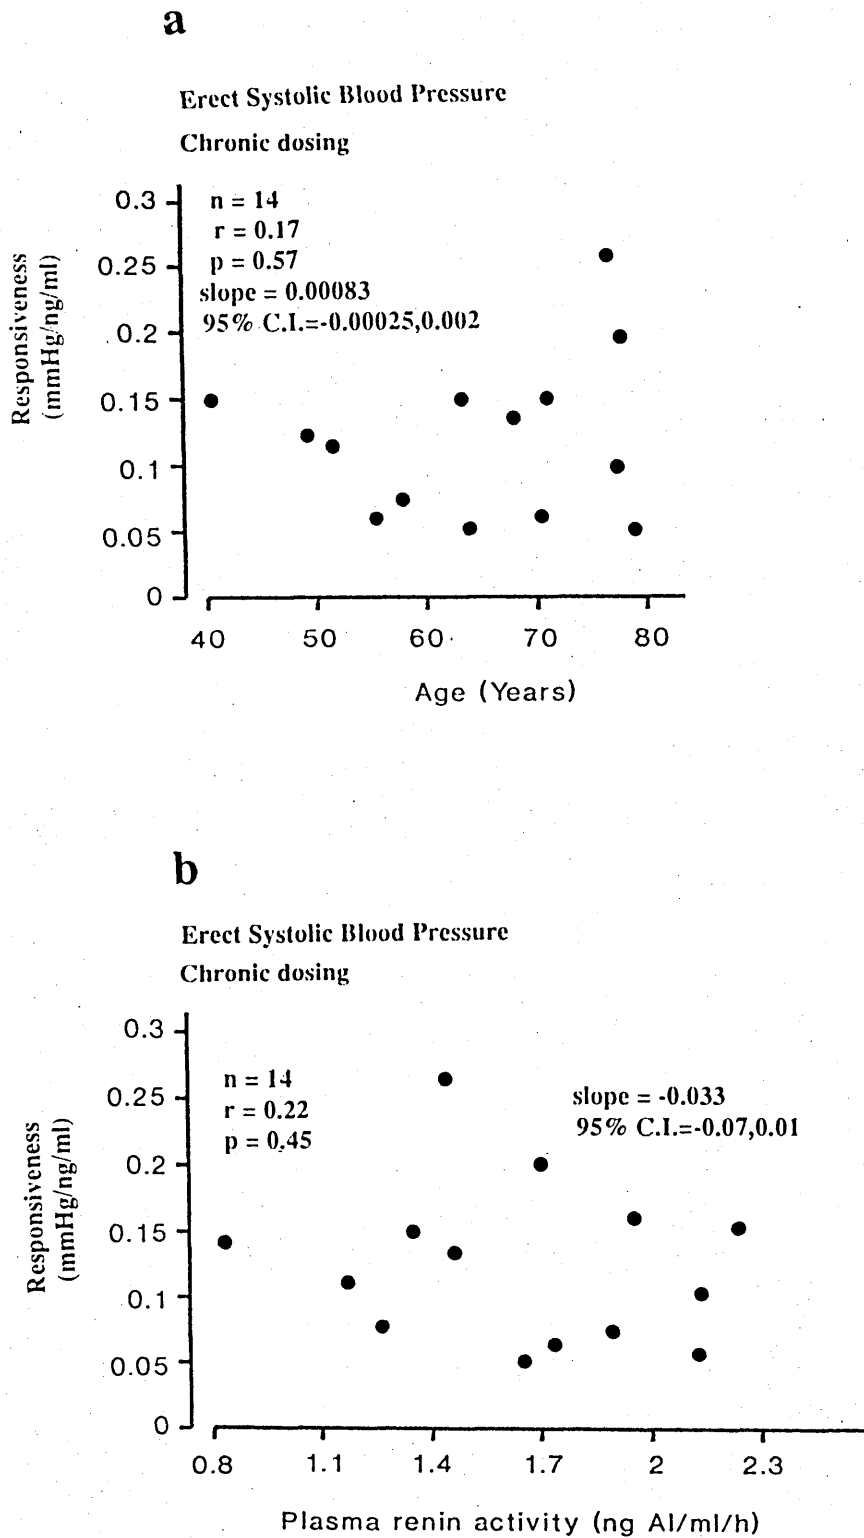 a
Erect Systolic Blood Pressure
Chronic dosing
0.3
0.25
0.2
0.15
0.1
0.05
0
n = 14
r = 0.17
p = 0.57
slope = 0.00083
95% C.I.=-0.00025,0.002
Responsiveness
(mmHg/ng/ml)
40 50 60 70 80
Age (Years)
b
Erect Systolic Blood Pressure
Chronic dosing
0.3
0.25
0.2
0.15
0.1
0.05
0
n = 14
r = 0.22
p = 0.45
slope = -0.033
95% C.I.=-0.07,0.01
Responsiveness
(mmHg/ng/ml)
0.8 1.1 1.4 1.7 2 2.3
Plasma renin activity (ng AI/ml/h)